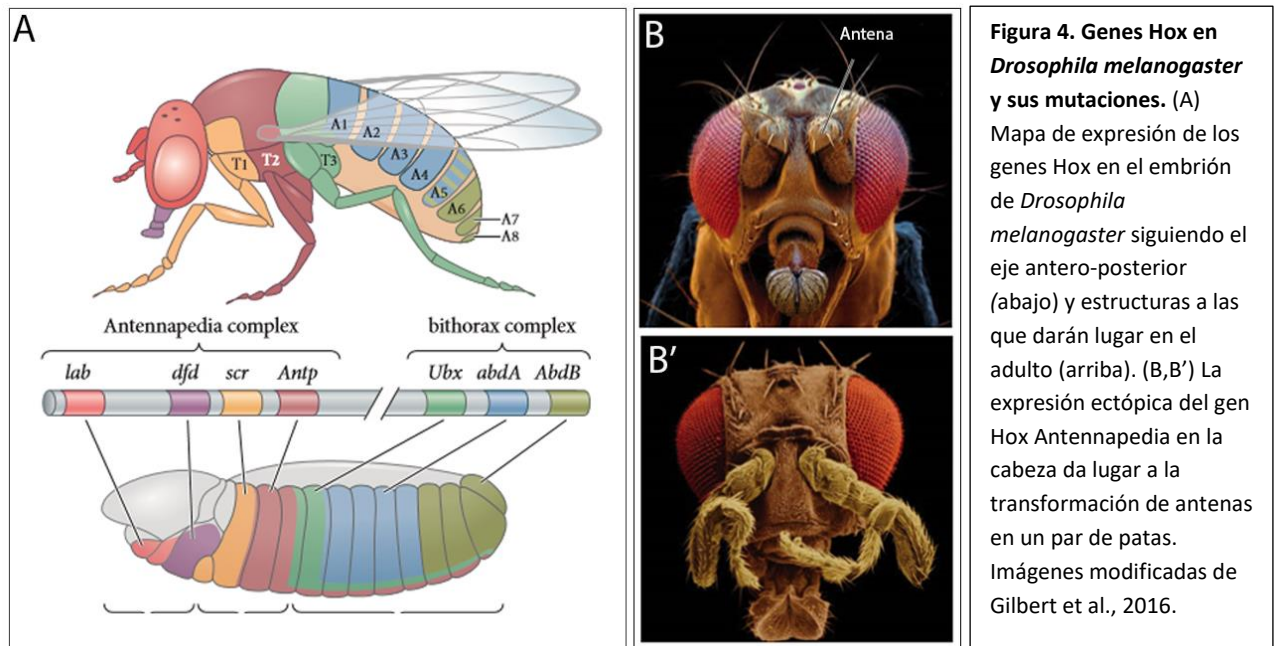 A
A1
A2
A3
A4
A5
A6
A7
A8
T1
T2
T3
Antennapedia complex
bithorax complex
lab
dfd
scr
Antp
Ubx
abdA
AbdB
B
Antena
B'
Figura 4. Genes Hox en
Drosophila melanogaster
y sus mutaciones. (A)
Mapa de expresión de los
genes Hox en el embrión
de Drosophila
melanogaster siguiendo el
eje antero-posterior
(abajo) y estructuras a las
que darán lugar en el
adulto (arriba). (B,B’) La
expresión ectópica del gen
Hox Antennapedia en la
cabeza da lugar a la
transformación de antenas
en un par de patas.
Imágenes modificadas de
Gilbert et al., 2016.